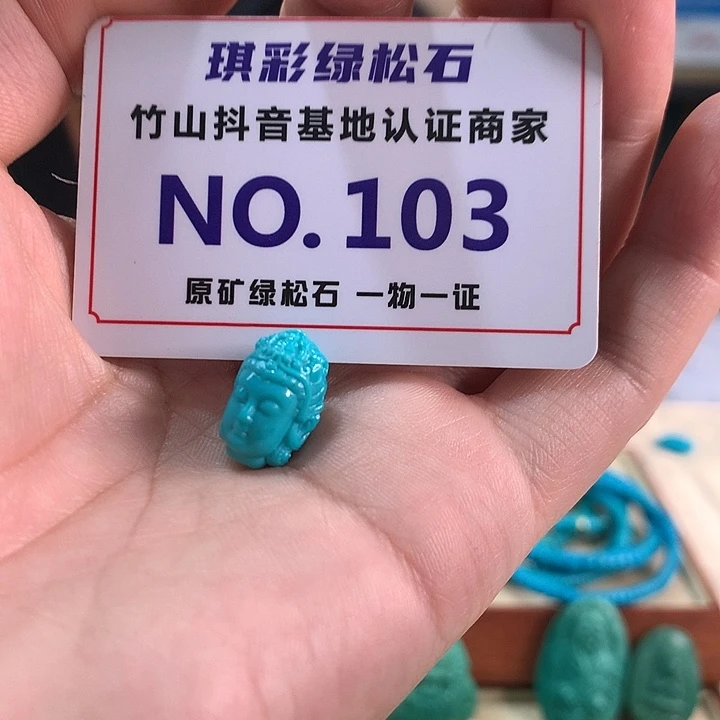 琪彩绿松石
竹山抖音基地认证商家
NO.103
原矿绿松石 一物一证